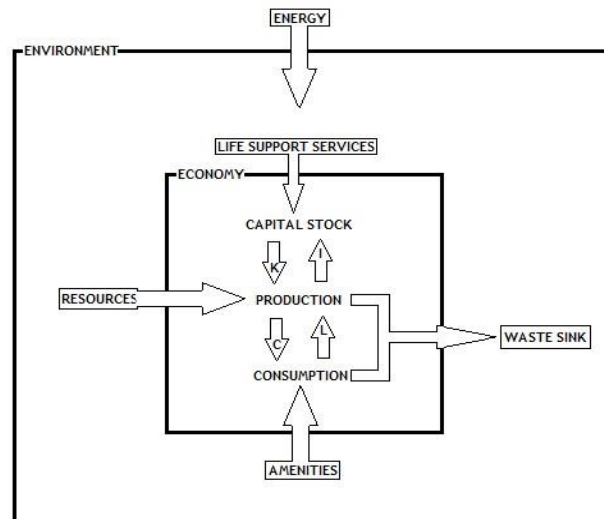 ENERGY
ENVIRONMENT
LIFE SUPPORT SERVICES
ECONOMY
CAPITAL STOCK
K I
RESOURCES PRODUCTION
WASTE SINK
C L
CONSUMPTION
AMENITIES